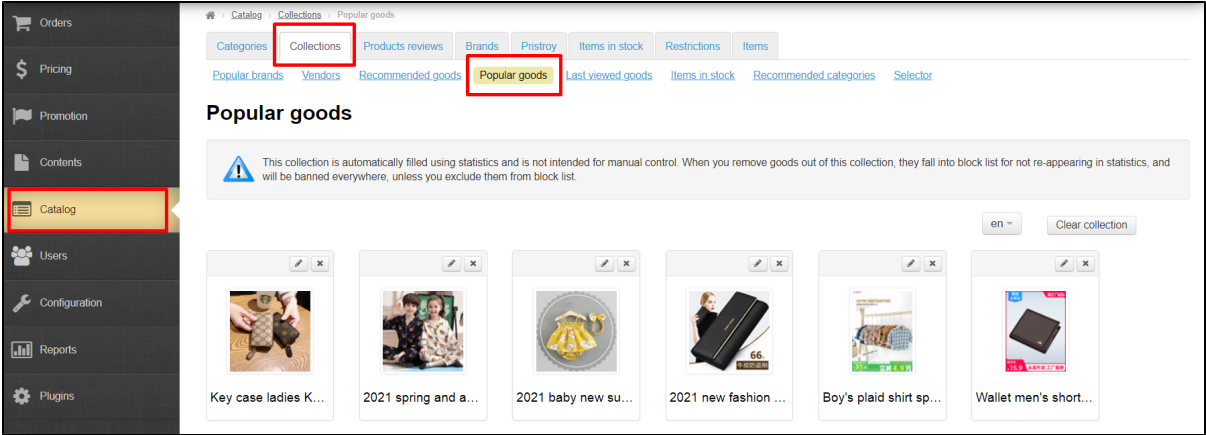 Orders
Pricing
Promotion
Contents
Catalog
Users
Configuration
Reports
Plugins
Catalog Collections Popular goods
Categories Collections Products reviews Brands Pristroy Items in stock Restrictions Items
Popular brands Vendors Recommended goods Popular goods Last viewed goods Items in stock Recommended categories Selector
Popular goods
This collection is automatically filled using statistics and is not intended for manual control. When you remove goods out of this collection, they fall into block list for not re-appearing in statistics, and
will be banned everywhere, unless you exclude them from block list.
en Clear collection
66
Key case ladies K... 2021 spring and a... 2021 baby new su... 2021 new fashion ... Boy's plaid shirt sp... Wallet men's short...